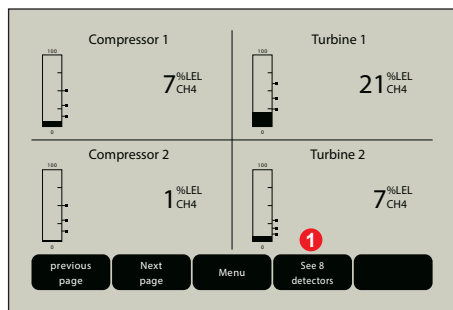 Compressor 1
100
7 %LEL
CH4
0
Turbine 1
100
21 %LEL
CH4
0
Compressor 2
100
1 %LEL
CH4
0
Turbine 2
100
7 %LEL
CH4
0
1
previous
page
Next
page
Menu
See 8
detectors